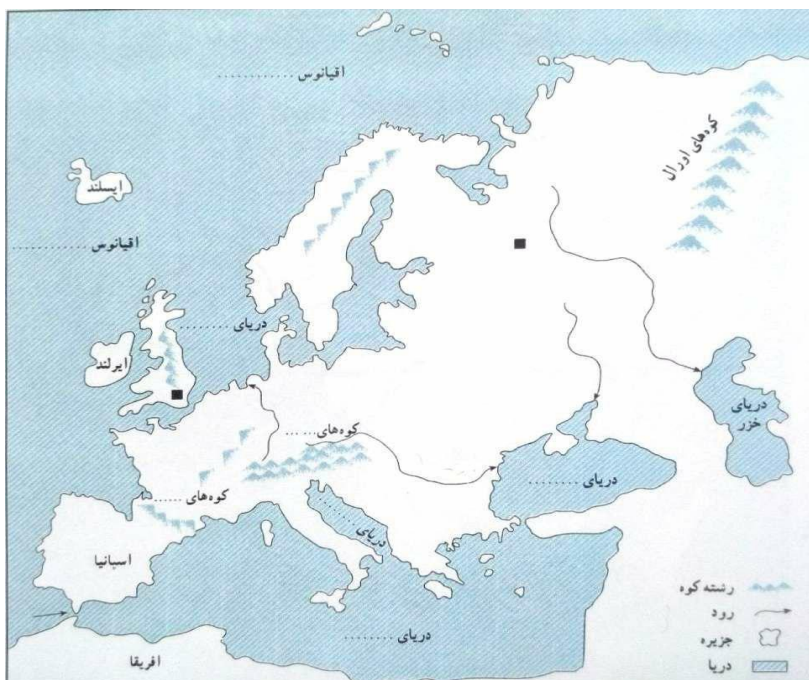 اقیانوس ............
کوه‌های اورال
ایسلند
اقیانوس ............
دریای ........
ایرلند
دریای خزر
کوه‌های ......
دریای ........
کوه‌های ......
دریای ........
اسپانیا
دریای ........
افریقا
رشته کوه
رود
جزیره
دریا